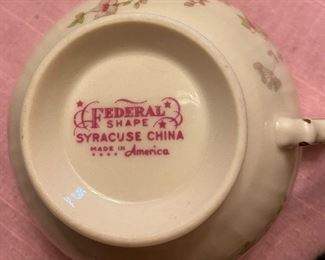 FEDERAL
SHAPE
SYRACUSE CHINA
MADE IN America